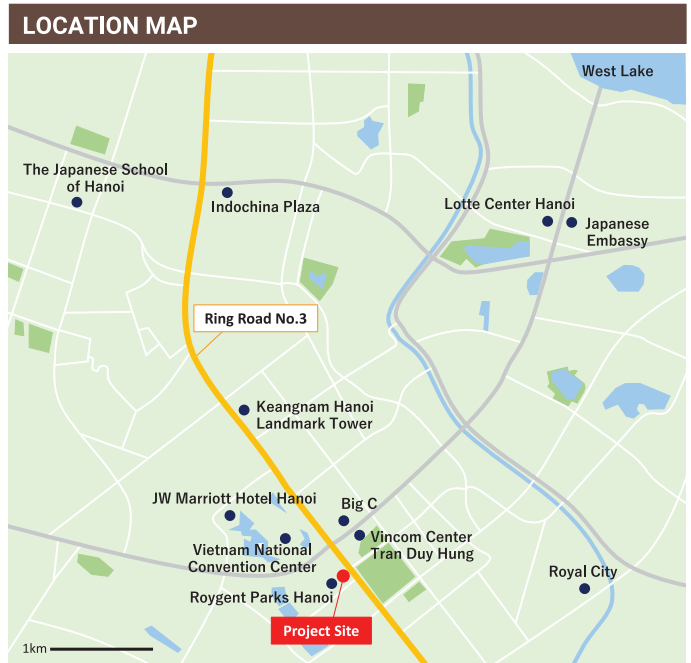 LOCATION MAP
West Lake
The Japanese School
of Hanoi
Indochina Plaza
Lotte Center Hanoi
Japanese
Embassy
Ring Road No.3
Keangnam Hanoi
Landmark Tower
JW Marriott Hotel Hanoi
Big C
Vietnam National
Convention Center
Vincom Center
Tran Duy Hung
Roygent Parks Hanoi
Royal City
Project Site
1km